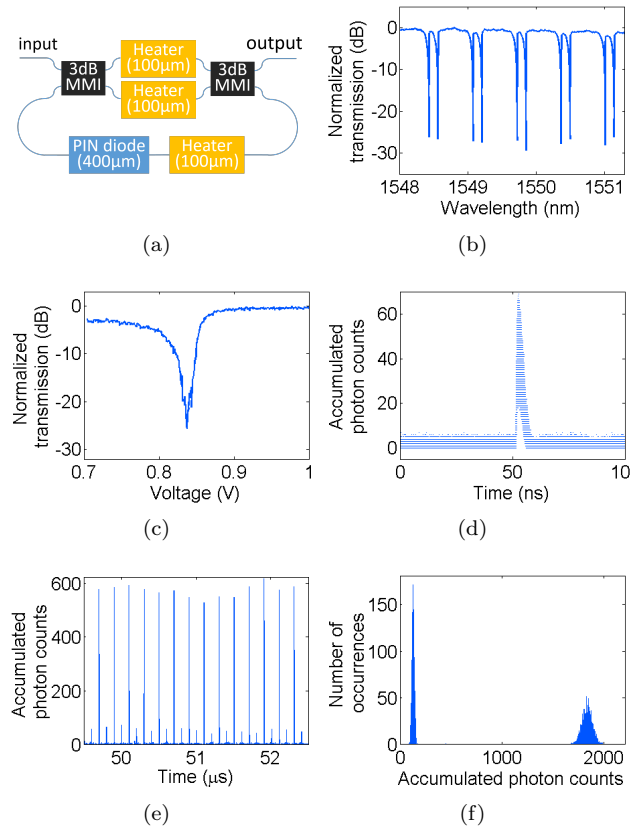 input
output
3dB
MMI
Heater
(100μm)
Heater
(100μm)
3dB
MMI
PIN diode
(400μm)
Heater
(100μm)
(a)
Normalized
transmission (dB)
0
-10
-20
-30
1548
1549
1550
1551
Wavelength (nm)
(b)
Normalized
transmission (dB)
0
-10
-20
-30
0.7
0.8
0.9
1
Voltage (V)
(c)
Accumulated
photon counts
60
40
20
0
0
50
10
Time (ns)
(d)
Accumulated
photon counts
600
400
200
0
50
51
52
Time (μs)
(e)
Number of
occurrences
150
100
50
0
0
1000
2000
Accumulated photon counts
(f)